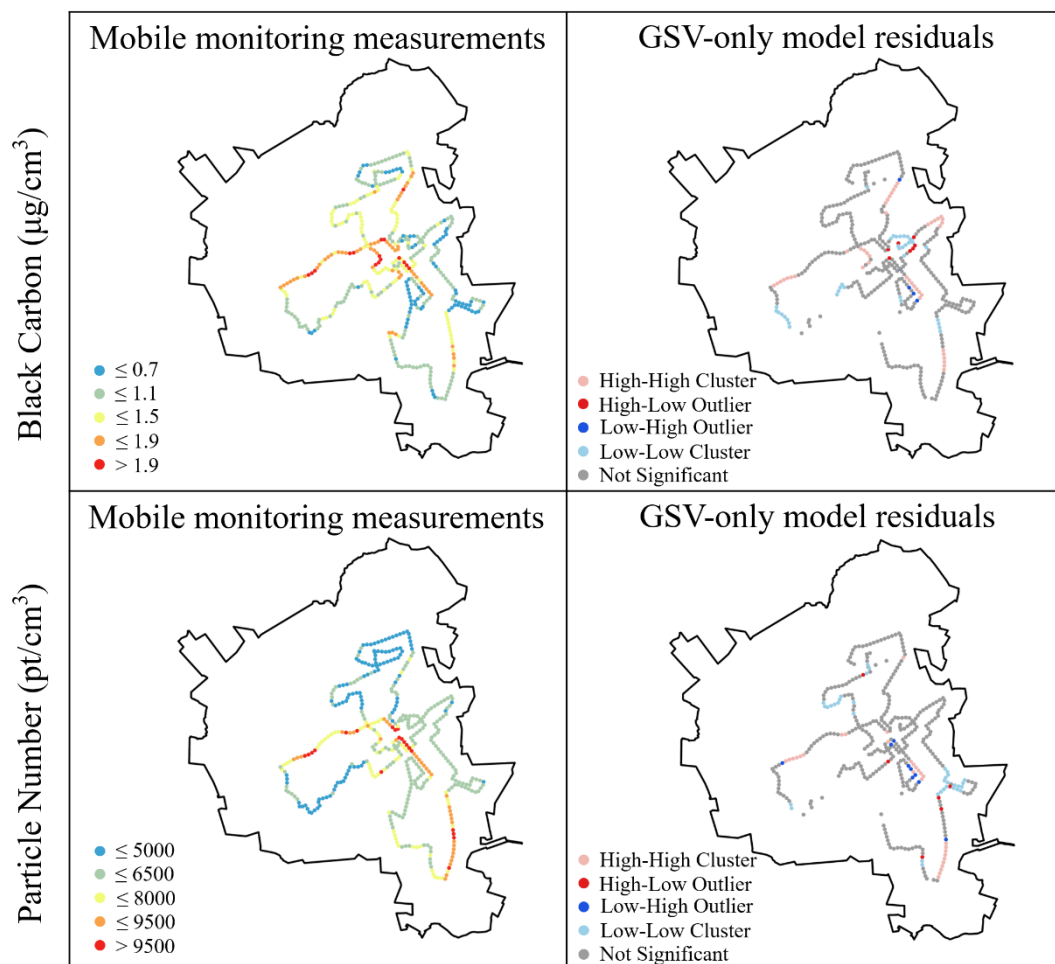 Mobile monitoring measurements
GSV-only model residuals
Black Carbon (µg/cm³)
≤ 0.7
≤ 1.1
≤ 1.5
≤ 1.9
> 1.9
High-High Cluster
High-Low Outlier
Low-High Outlier
Low-Low Cluster
Not Significant
Mobile monitoring measurements
GSV-only model residuals
Particle Number (pt/cm³)
≤ 5000
≤ 6500
≤ 8000
≤ 9500
> 9500
High-High Cluster
High-Low Outlier
Low-High Outlier
Low-Low Cluster
Not Significant